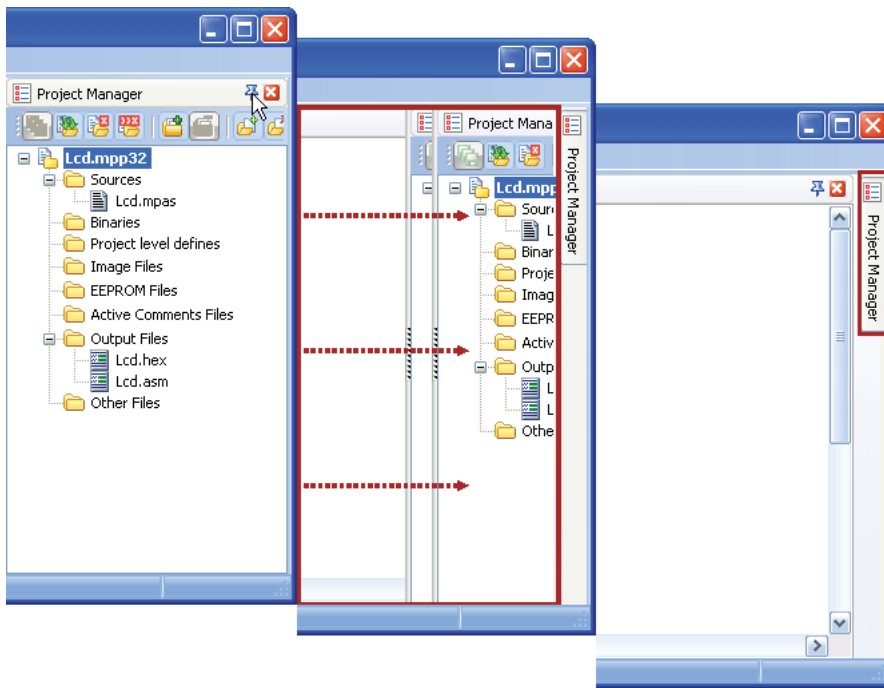 Project Manager
Lcd.mpp32
Sources
Lcd.mpas
Binaries
Project level defines
Image Files
EEPROM Files
Active Comments Files
Output Files
Lcd.hex
Lcd.asm
Other Files
Project Mana
Lcd.mpp
Sour
L
Binar
Proje
Imag
EEPR
Activ
Outp
L
L
Othe
Project Manager
Project Manager